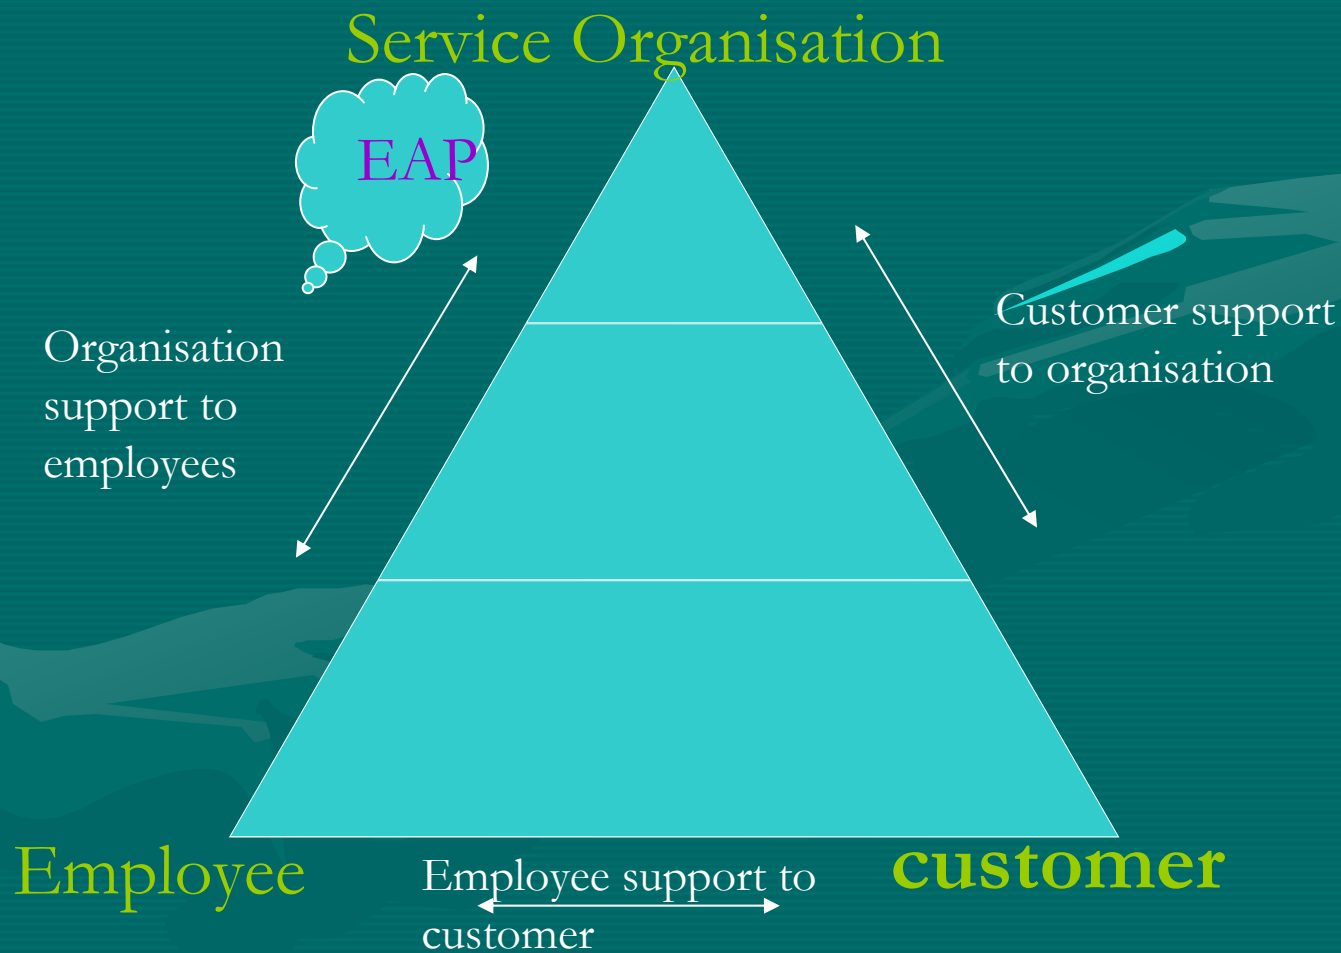 Service Organisation
EAP
Organisation
support to
employees
Customer support
to organisation
Employee
Employee support to
customer
customer